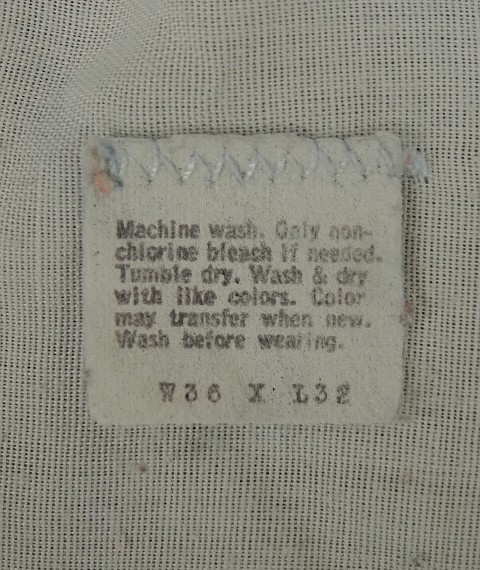 Machine wash. Only non-
chlorine bleach if needed.
Tumble dry. Wash & dry
with like colors. Color
may transfer when new.
Wash before wearing.
W36 X L32